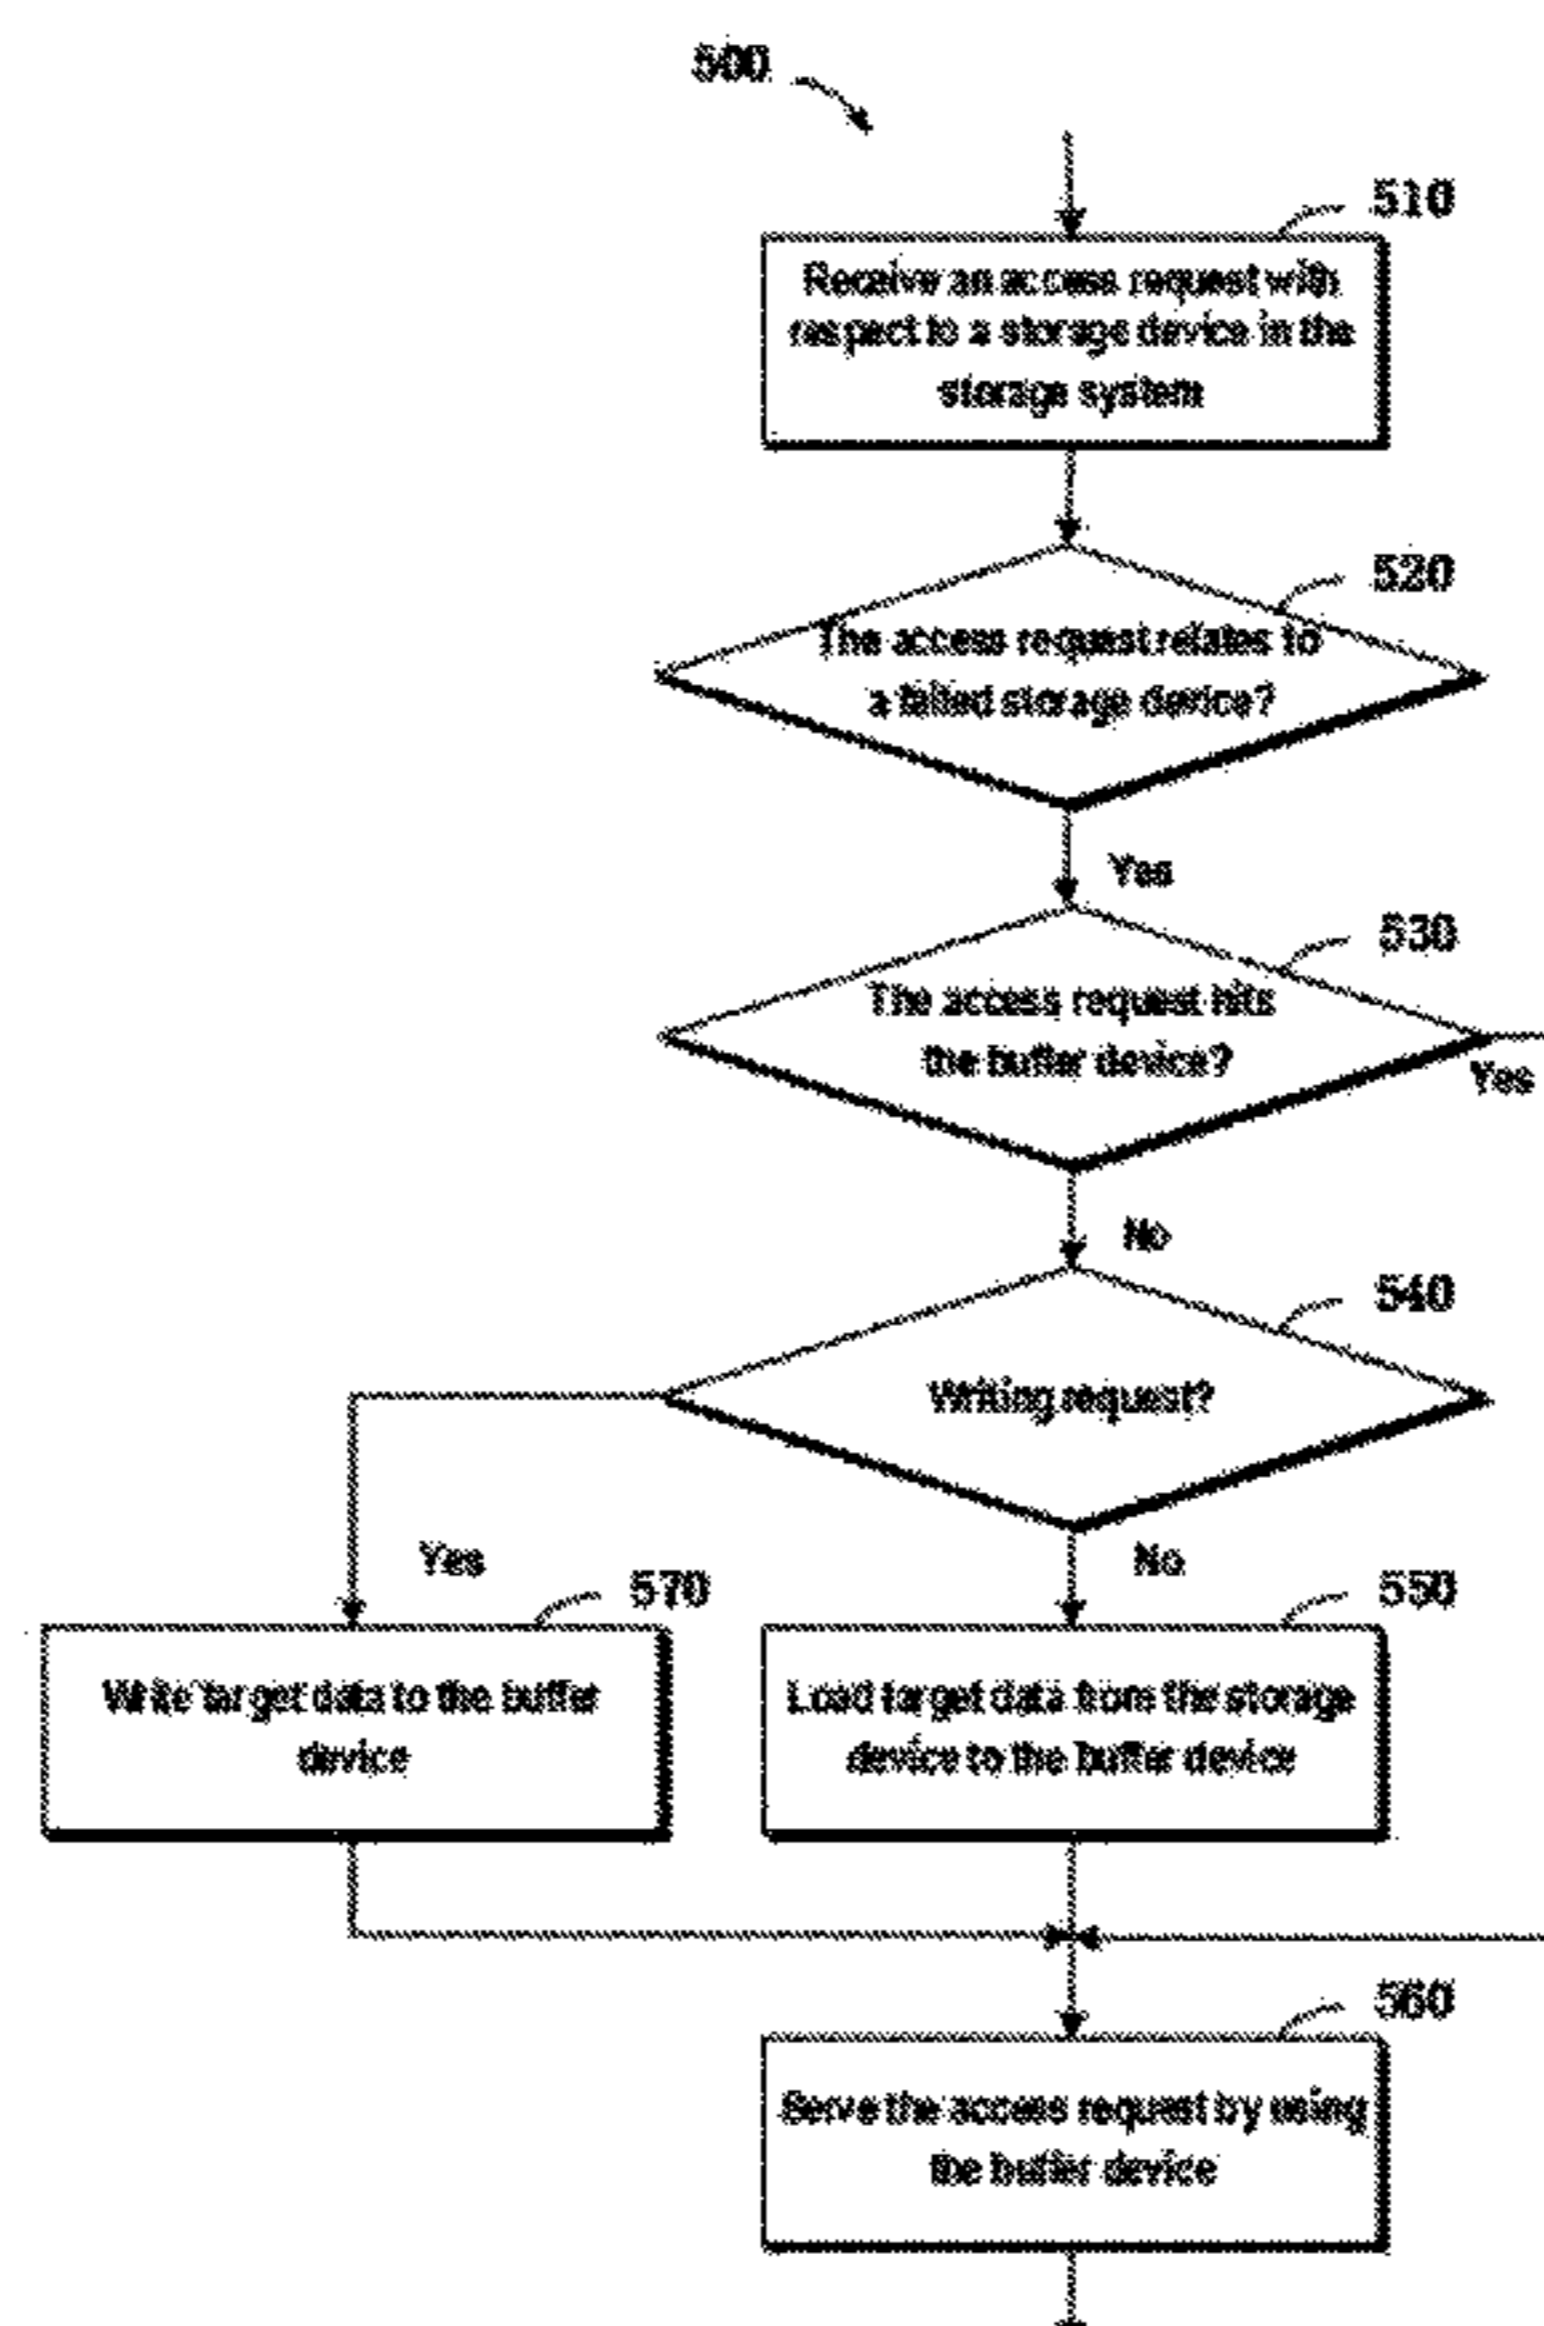 500
510
Receive an access request with
respect to a storage device in the
storage system
520
The access request relates to
a failed storage device?
Yes
530
The access request hits
the buffer device?
Yes
No
540
Writing request?
Yes
No
570
550
Write target data to the buffer
device
Load target data from the storage
device to the buffer device
560
Serve the access request by using
the buffer device